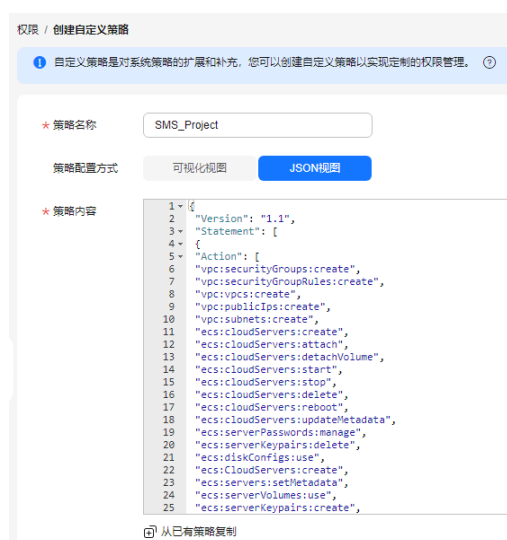 权限 / 创建自定义策略
自定义策略是对系统策略的扩展和补充，您可以创建自定义策略以实现定制的权限管理。
* 策略名称 SMS_Project
策略配置方式 可视化视图 JSON视图
* 策略内容
1 {
2 "Version": "1.1",
3 "Statement": [
4 {
5 "Action": [
6 "vpc:securityGroups:create",
7 "vpc:securityGroupRules:create",
8 "vpc:vpcs:create",
9 "vpc:publicIps:create",
10 "vpc:subnets:create",
11 "ecs:cloudServers:create",
12 "ecs:cloudServers:attach",
13 "ecs:cloudServers:detachVolume",
14 "ecs:cloudServers:start",
15 "ecs:cloudServers:stop",
16 "ecs:cloudServers:delete",
17 "ecs:cloudServers:reboot",
18 "ecs:cloudServers:updateMetadata",
19 "ecs:serverPasswords:manage",
20 "ecs:serverKeypairs:delete",
21 "ecs:diskConfigs:use",
22 "ecs:CloudServers:create",
23 "ecs:servers:setMetadata",
24 "ecs:serverVolumes:use",
25 "ecs:serverKeypairs:create",
从已有策略复制